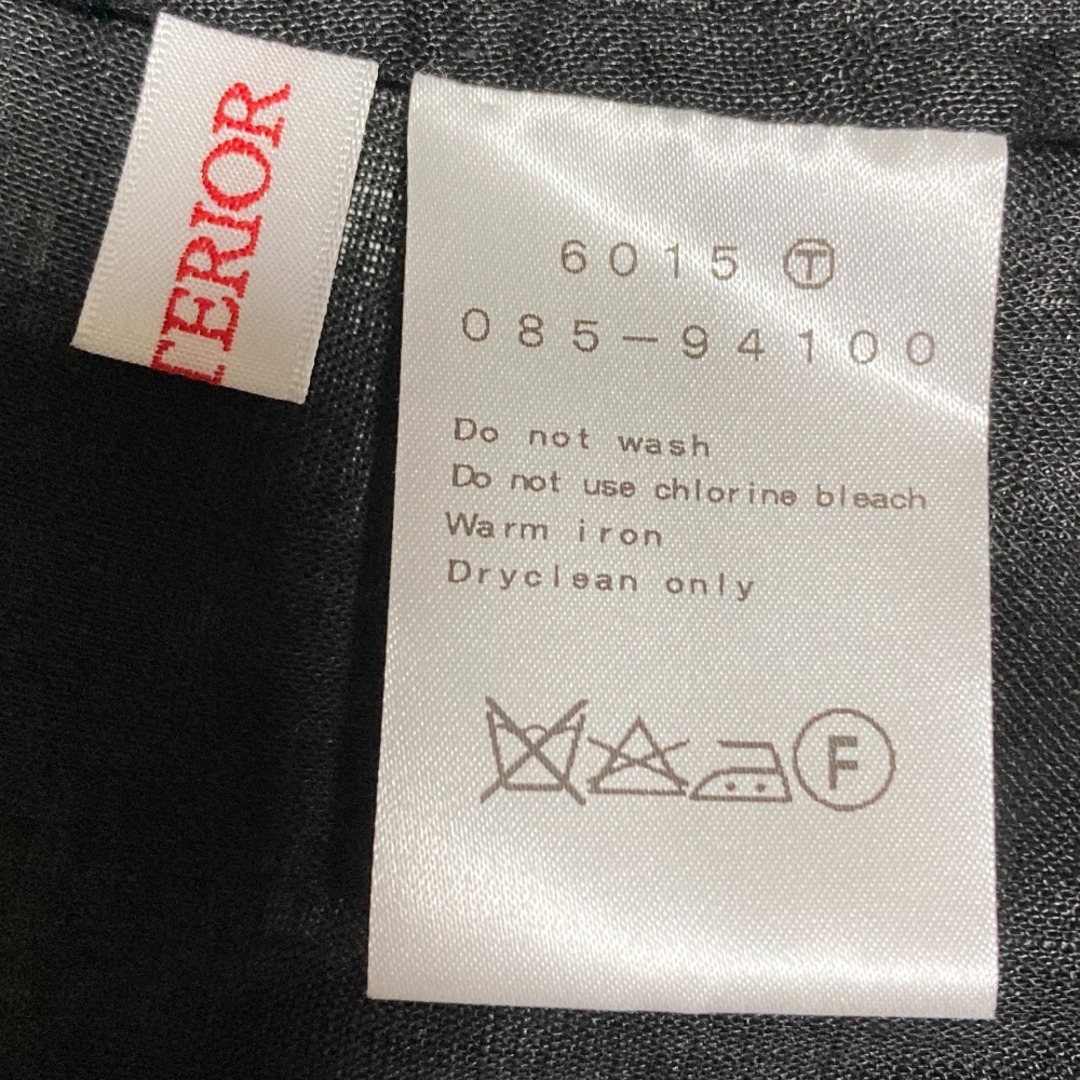 TERIOR
6015 Ⓣ
085-94100
Do not wash
Do not use chlorine bleach
Warm iron
Dryclean only
F